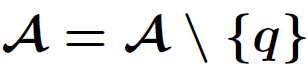 𝓐 = 𝓐 \ {q}